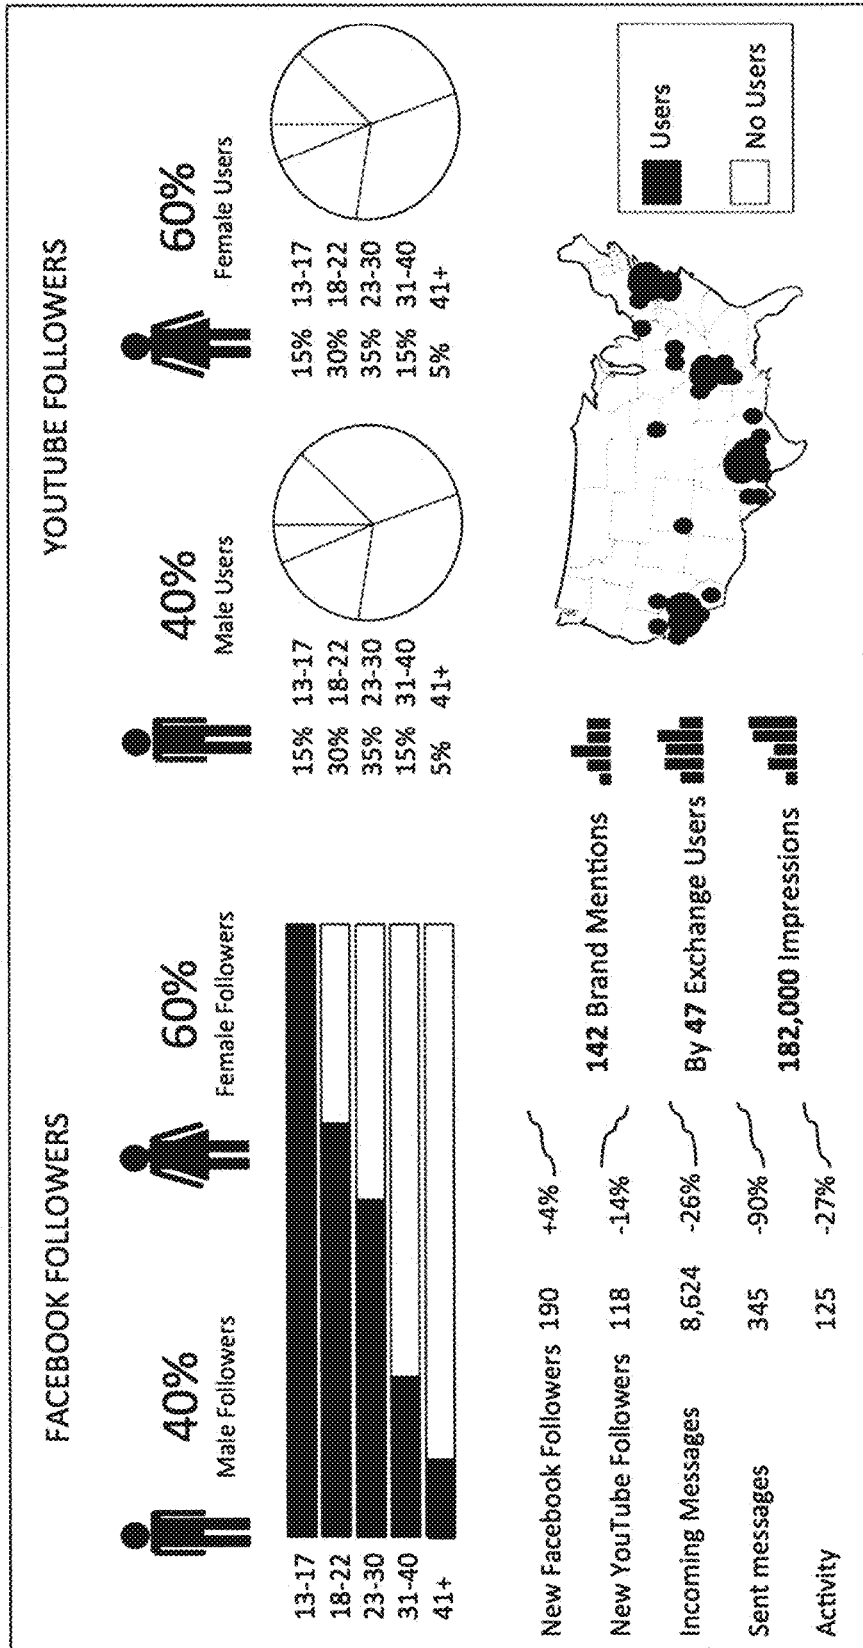 FACEBOOK FOLLOWERS
40%
Male Followers
60%
Female Followers
13-17
18-22
23-30
31-40
41+
YOUTUBE FOLLOWERS
40%
Male Users
15% 13-17
30% 18-22
35% 23-30
15% 31-40
5% 41+
60%
Female Users
15% 13-17
30% 18-22
35% 23-30
15% 31-40
5% 41+
New Facebook Followers 190 +4%
New YouTube Followers 118 -14%
Incoming Messages 8,624 -26%
Sent messages 345 -90%
Activity 125 -27%
142 Brand Mentions
By 47 Exchange Users
182,000 Impressions
Users
No Users